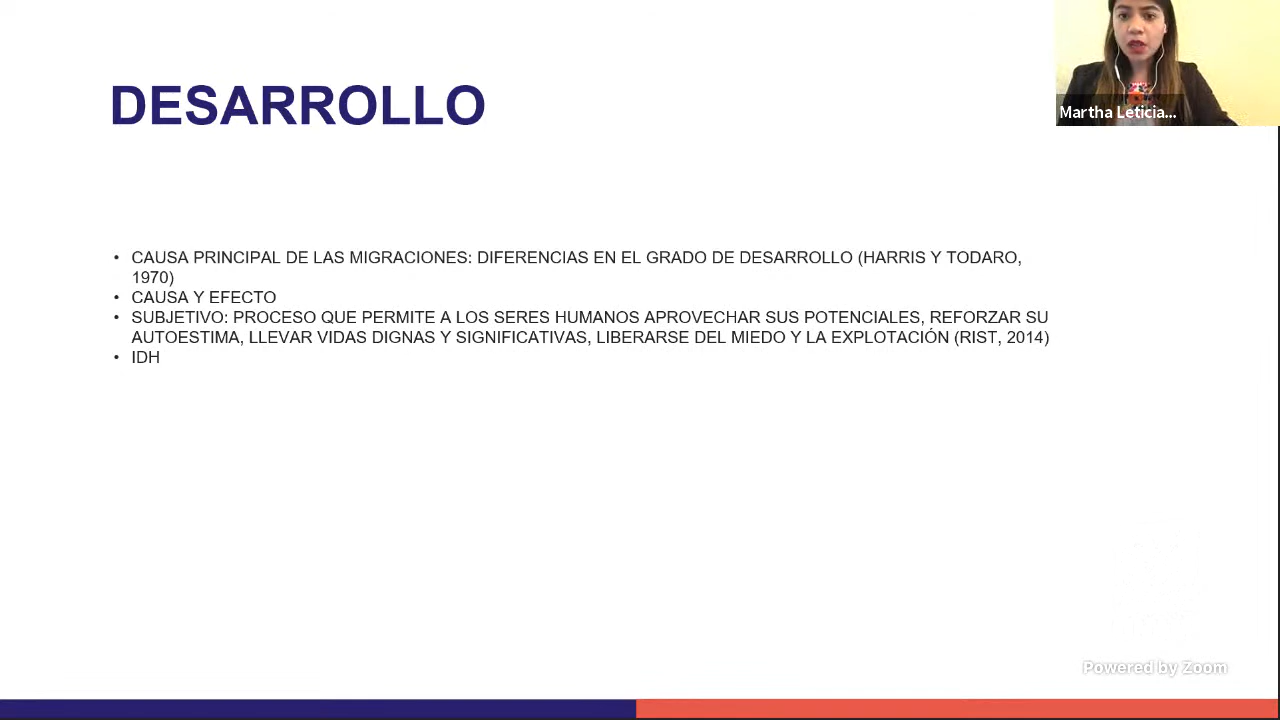 DESARROLLO
Martha Leticia...
• CAUSA PRINCIPAL DE LAS MIGRACIONES: DIFERENCIAS EN EL GRADO DE DESARROLLO (HARRIS Y TODARO,
1970)
• CAUSA Y EFECTO
• SUBJETIVO: PROCESO QUE PERMITE A LOS SERES HUMANOS APROVECHAR SUS POTENCIALES, REFORZAR SU
AUTOESTIMA, LLEVAR VIDAS DIGNAS Y SIGNIFICATIVAS, LIBERARSE DEL MIEDO Y LA EXPLOTACIÓN (RIST, 2014)
• IDH
Powered by Zoom